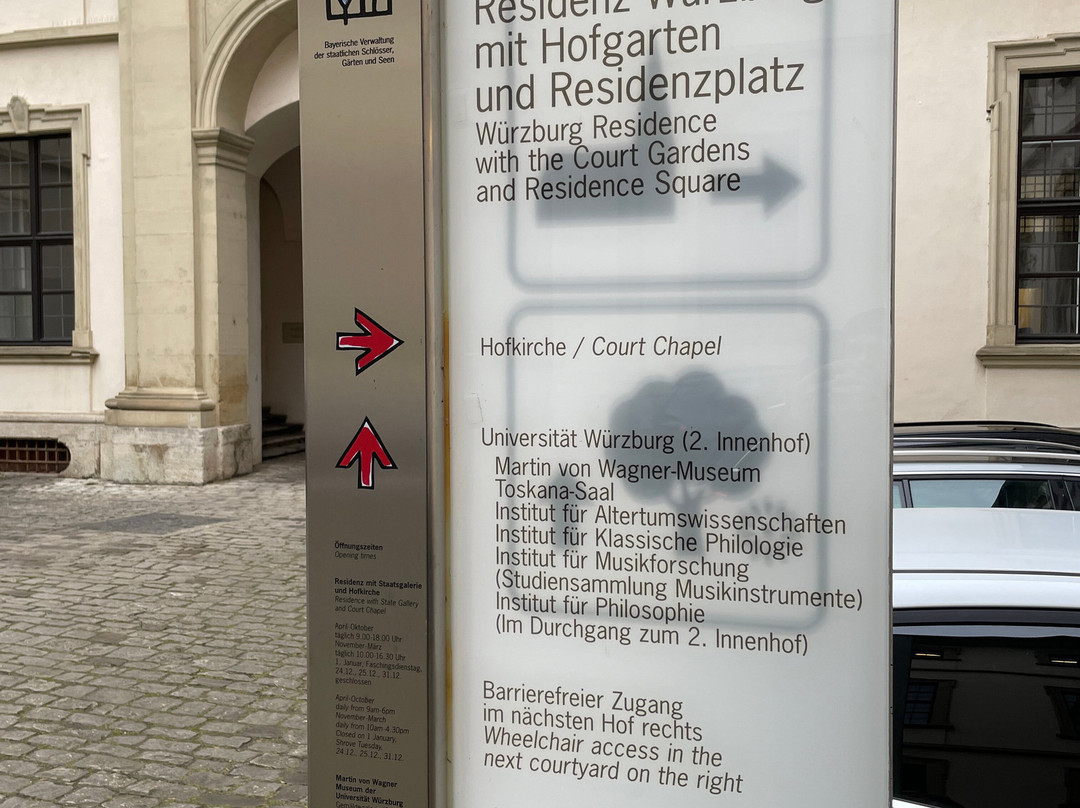 Bayerische Verwaltung
der staatlichen Schlösser,
Gärten und Seen
Öffnungszeiten
Opening times
Residenz mit Staatsgalerie
und Hofkirche
Residence with State Gallery
and Court Chapel
April-Oktober
täglich 9.00-18.00 Uhr
November-März
täglich 10.00-16.30 Uhr
1. Januar, Faschingsdienstag,
24.12., 25.12., 31.12.
geschlossen
April-October
daily from 9am-6pm
November-March
daily from 10am-4.30pm
Closed on 1 January,
Shrove Tuesday,
24.12., 25.12., 31.12.
Martin von Wagner
Museum der
Universität Würzburg
Residenz Würzburg
mit Hofgarten
und Residenzplatz
Würzburg Residence
with the Court Gardens
and Residence Square
Hofkirche / Court Chapel
Universität Würzburg (2. Innenhof)
Martin von Wagner-Museum
Toskana-Saal
Institut für Altertumswissenschaften
Institut für Klassische Philologie
Institut für Musikforschung
(Studiensammlung Musikinstrumente)
Institut für Philosophie
(Im Durchgang zum 2. Innenhof)
Barrierefreier Zugang
im nächsten Hof rechts
Wheelchair access in the
next courtyard on the right